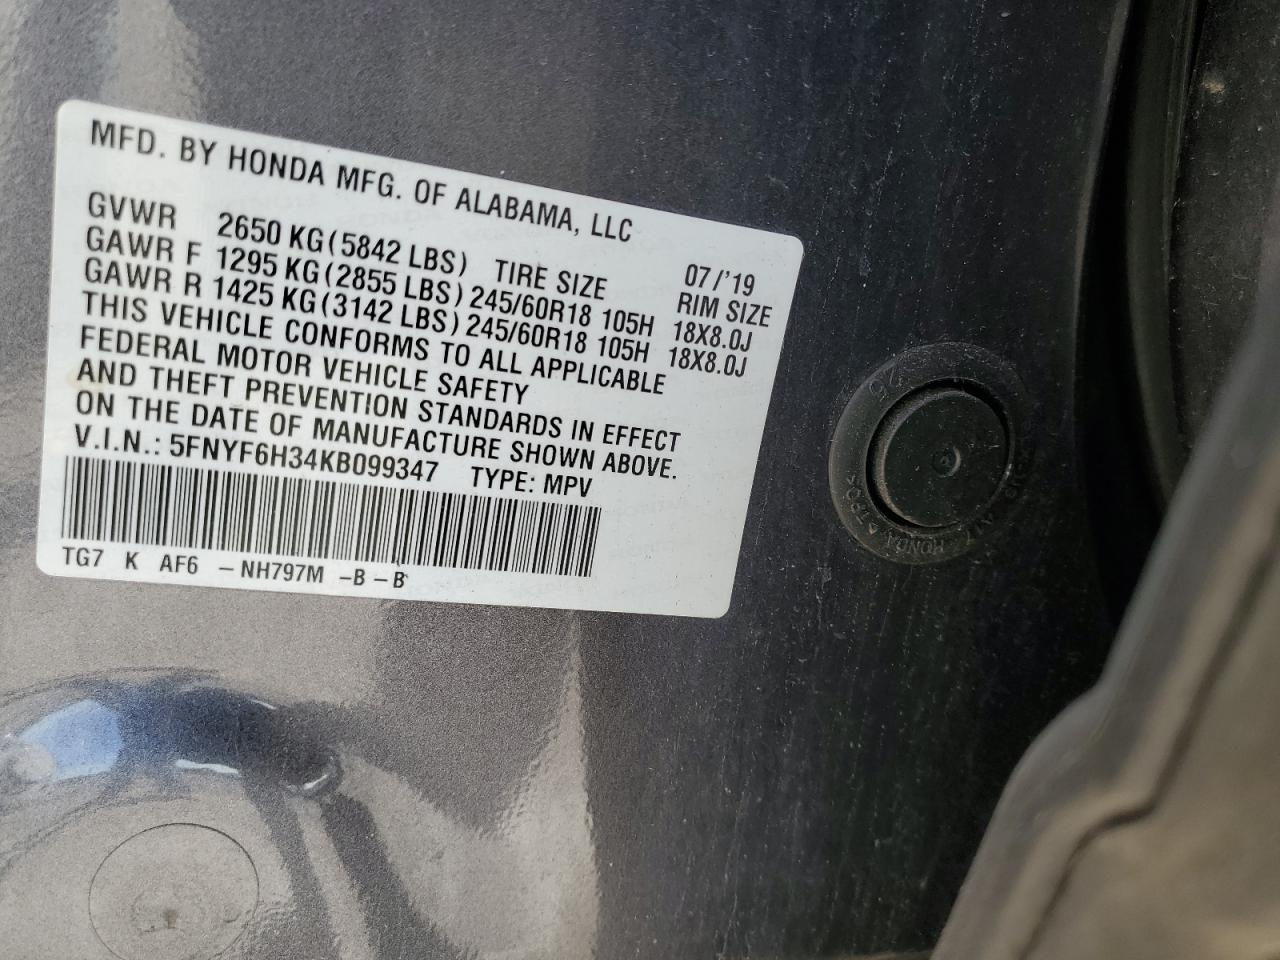 MFD. BY HONDA MFG. OF ALABAMA, LLC
GVWR 2650 KG(5842 LBS) TIRE SIZE 07/'19
GAWR F 1295 KG(2855 LBS) 245/60R18 105H RIM SIZE 18X8.0J
GAWR R 1425 KG(3142 LBS) 245/60R18 105H 18X8.0J
THIS VEHICLE CONFORMS TO ALL APPLICABLE
FEDERAL MOTOR VEHICLE SAFETY
AND THEFT PREVENTION STANDARDS IN EFFECT
ON THE DATE OF MANUFACTURE SHOWN ABOVE.
V.I.N.: 5FNYF6H34KB099347 TYPE: MPV
TG7 K AF6 -NH797M -B-B
HONDA